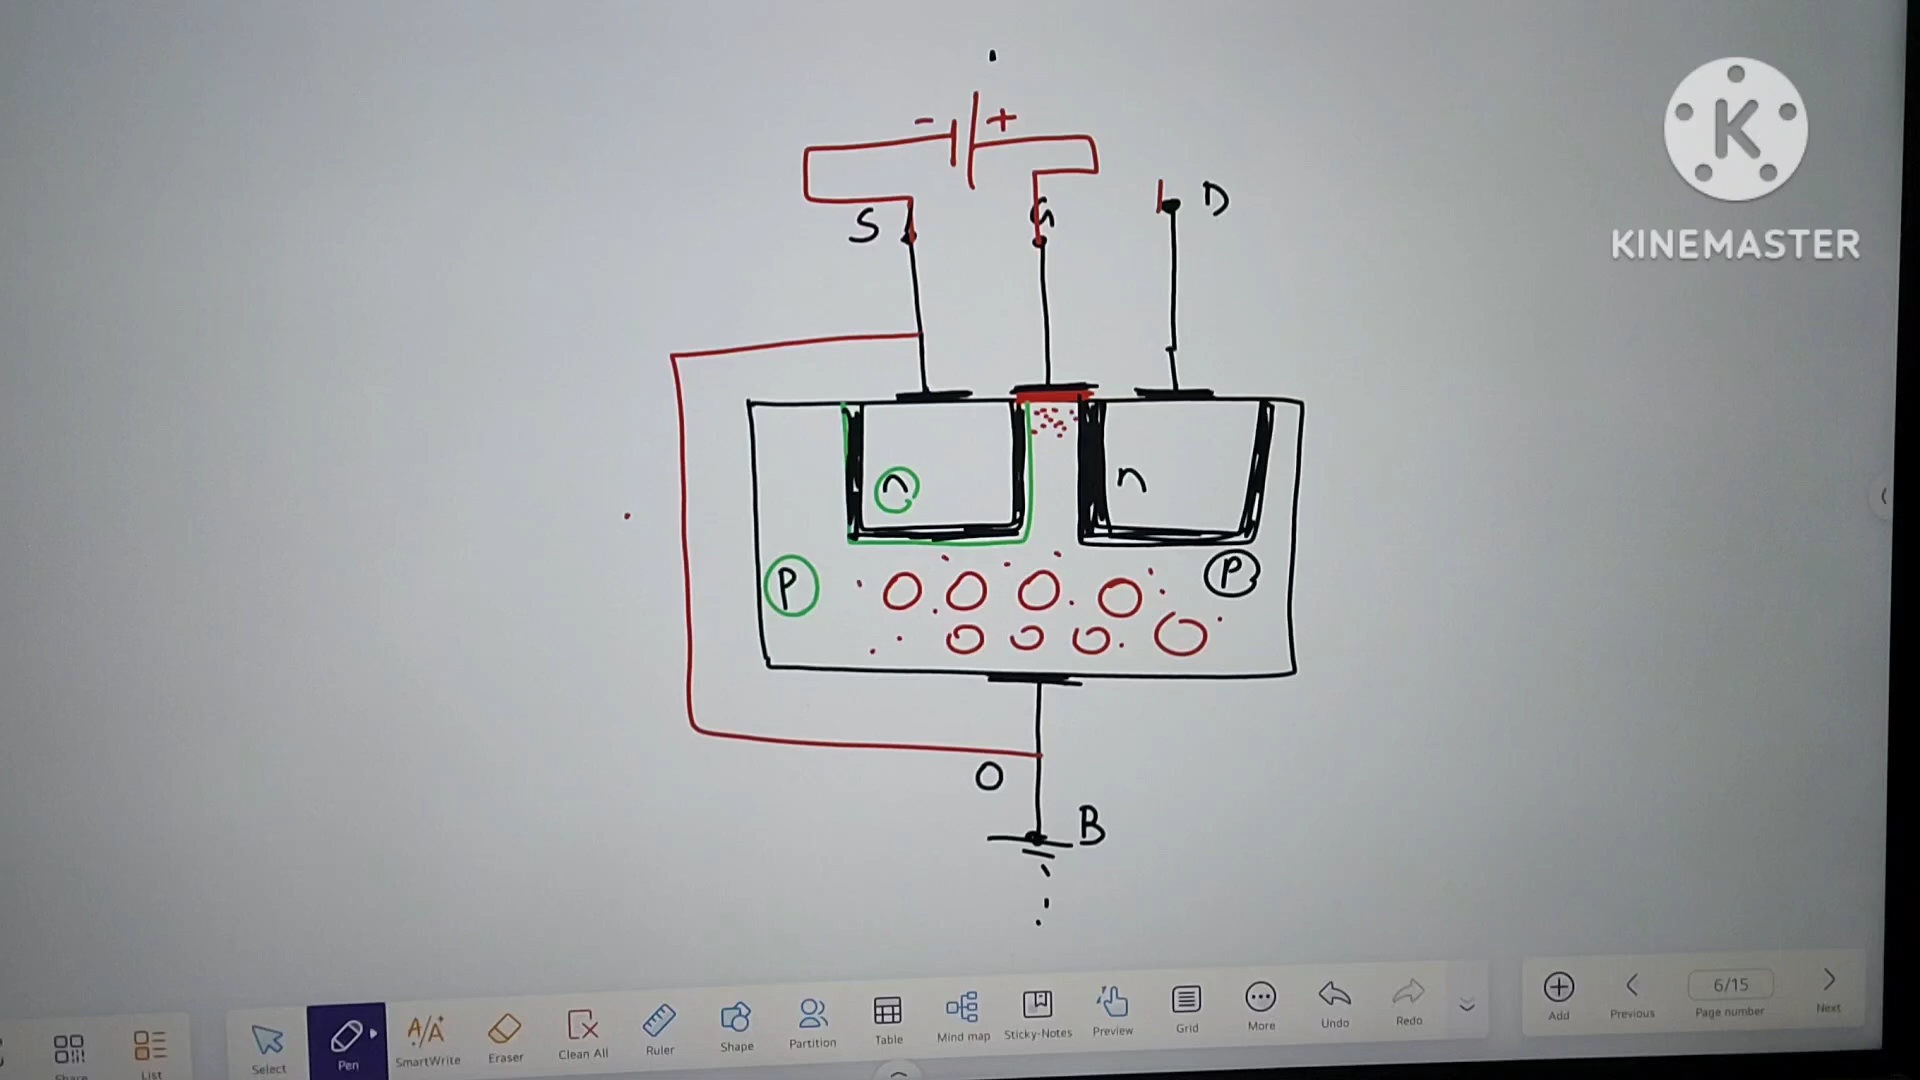 - +
K
KINEMASTER
S G D
n n
P P
O
B
Select
Pen
A/A
SmartWrite
Eraser
Clean All
Ruler
Shape
Partition
Table
Mind map
Sticky-Notes
Preview
Grid
More
Undo
Redo
Add
Previous
6/15
Page number
Next
Share
List